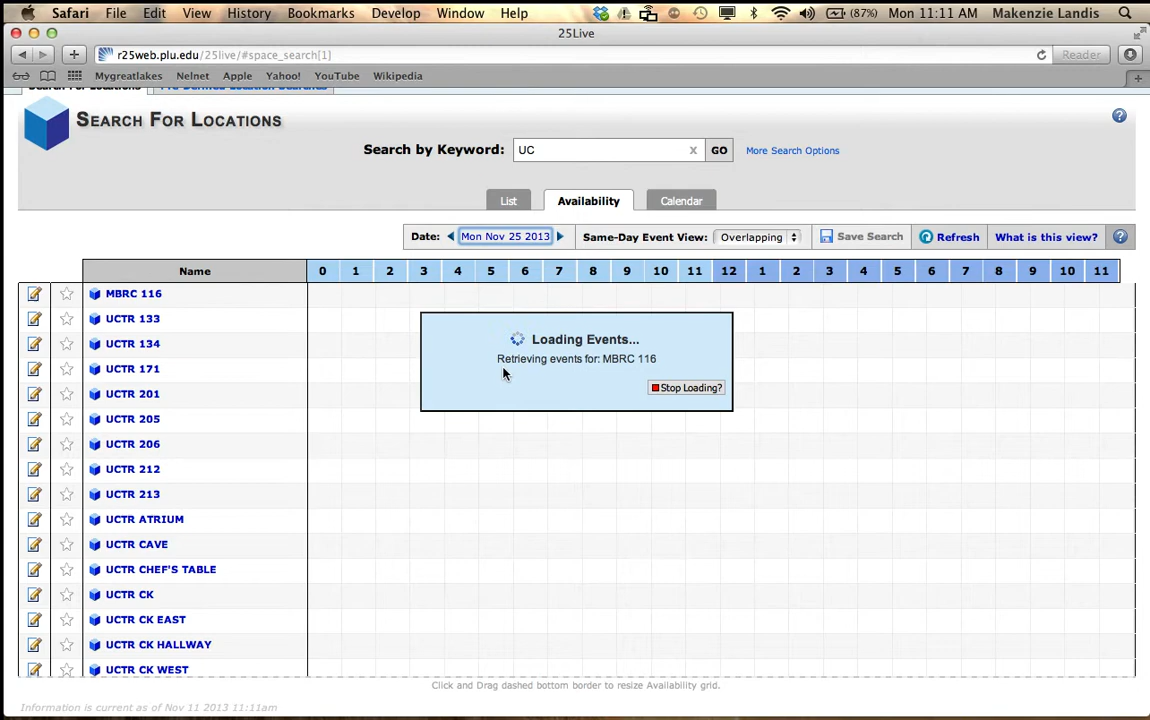 Safari File Edit View History Bookmarks Develop Window Help (87%) Mon 11:11 AM Makenzie Landis
25Live
r25web.plu.edu/25live/#space_search[1] Reader
Mygreatlakes Nelnet Apple Yahoo! YouTube Wikipedia
Search For Locations Pre-Defined Location Searches
SEARCH FOR LOCATIONS
Search by Keyword: UC x GO More Search Options
List Availability Calendar
Date: Mon Nov 25 2013 Same-Day Event View: Overlapping Save Search Refresh What is this view?
Name 0 1 2 3 4 5 6 7 8 9 10 11 12 1 2 3 4 5 6 7 8 9 10 11
MBRC 116
UCTR 133
UCTR 134
UCTR 171
UCTR 201
UCTR 205
UCTR 206
UCTR 212
UCTR 213
UCTR ATRIUM
UCTR CAVE
UCTR CHEF'S TABLE
UCTR CK
UCTR CK EAST
UCTR CK HALLWAY
UCTR CK WEST
Loading Events...
Retrieving events for: MBRC 116
Stop Loading?
Click and Drag dashed bottom border to resize Availability grid.
Information is current as of Nov 11 2013 11:11am